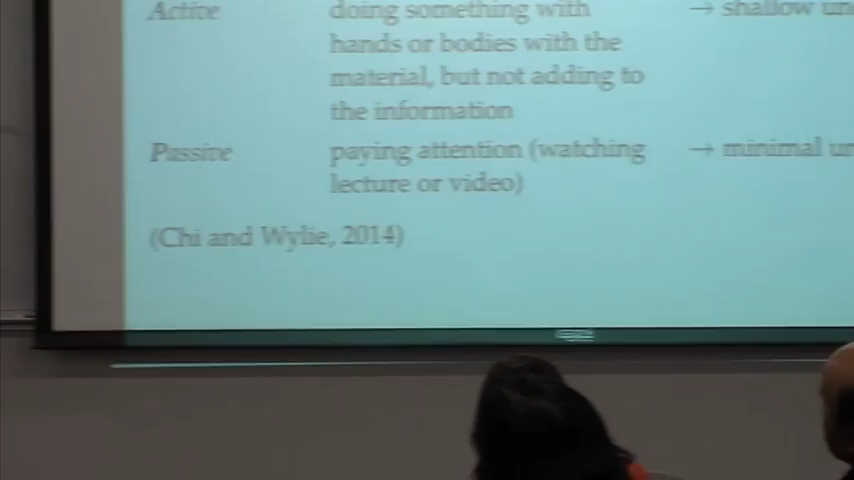 Active doing something with → shallow
hands or bodies with the
material, but not adding to
the information
Passive paying attention (watching → minimal
lecture or video)
(Chi and Wylie, 2014)